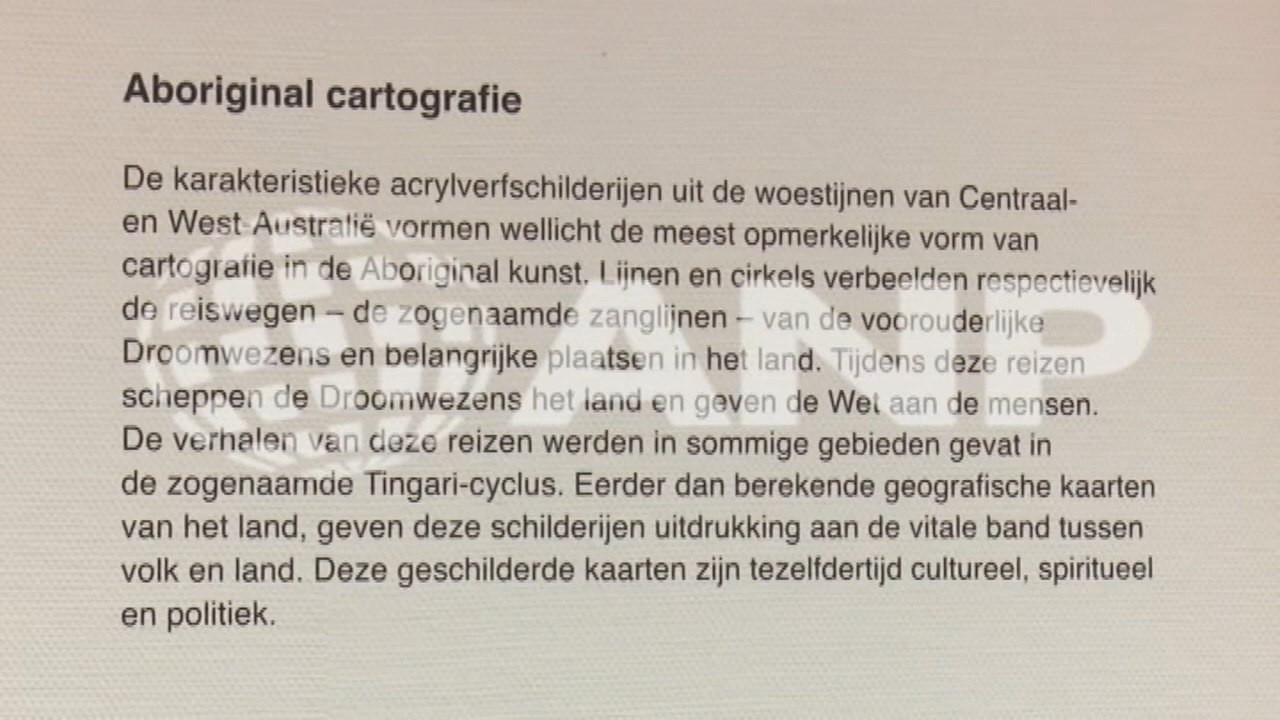 Aboriginal cartografie
De karakteristieke acrylverfschilderijen uit de woestijnen van Centraal-
en West-Australië vormen wellicht de meest opmerkelijke vorm van
cartografie in de Aboriginal kunst. Lijnen en cirkels verbeelden respectievelijk
de reiswegen – de zogenaamde zanglijnen – van de voorouderlijke
Droomwezens en belangrijke plaatsen in het land. Tijdens deze reizen
scheppen de Droomwezens het land en geven de Wet aan de mensen.
De verhalen van deze reizen werden in sommige gebieden gevat in
de zogenaamde Tingari-cyclus. Eerder dan berekende geografische kaarten
van het land, geven deze schilderijen uitdrukking aan de vitale band tussen
volk en land. Deze geschilderde kaarten zijn tezelfdertijd cultureel, spiritueel
en politiek.
ANP